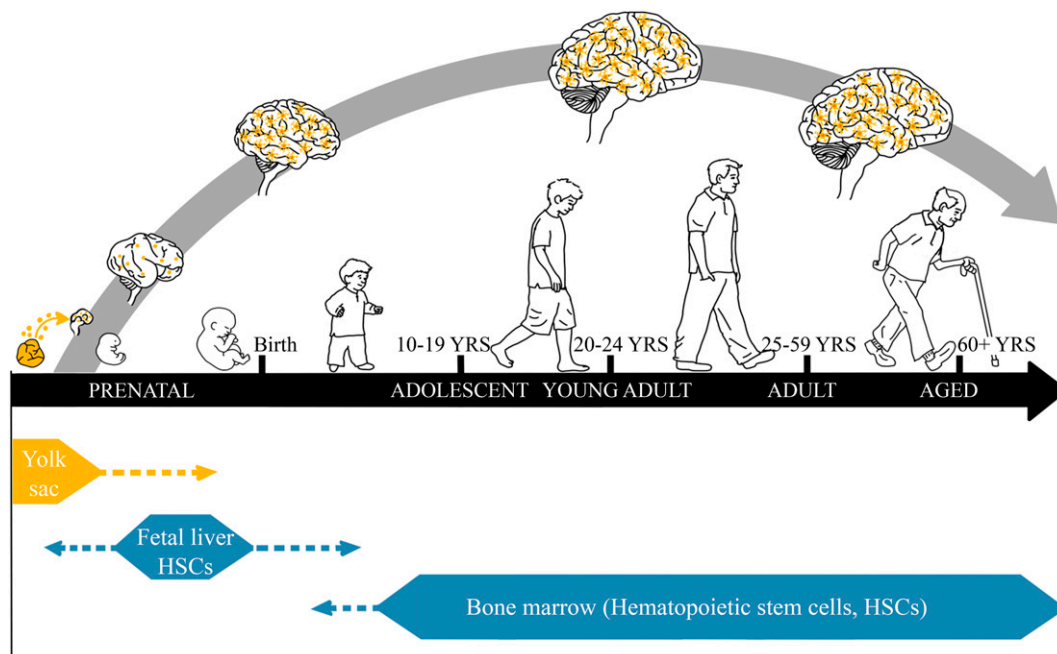 Birth
10-19 YRS
20-24 YRS
25-59 YRS
60+ YRS
PRENATAL
ADOLESCENT
YOUNG ADULT
ADULT
AGED
Yolk
sac
Fetal liver
HSCs
Bone marrow (Hematopoietic stem cells, HSCs)